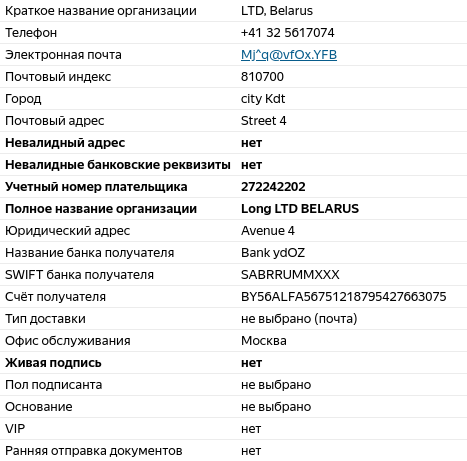 Краткое название организации LTD, Belarus
Телефон +41 32 5617074
Электронная почта Mj^q@vfOx.YFB
Почтовый индекс 810700
Город city Kdt
Почтовый адрес Street 4
Невалидный адрес нет
Невалидные банковские реквизиты нет
Учетный номер плательщика 272242202
Полное название организации Long LTD BELARUS
Юридический адрес Avenue 4
Название банка получателя Bank ydOZ
SWIFT банка получателя SABRRUMMXXX
Счёт получателя BY56ALFA56751218795427663075
Тип доставки не выбрано (почта)
Офис обслуживания Москва
Живая подпись нет
Пол подписанта не выбрано
Основание не выбрано
VIP нет
Ранняя отправка документов нет